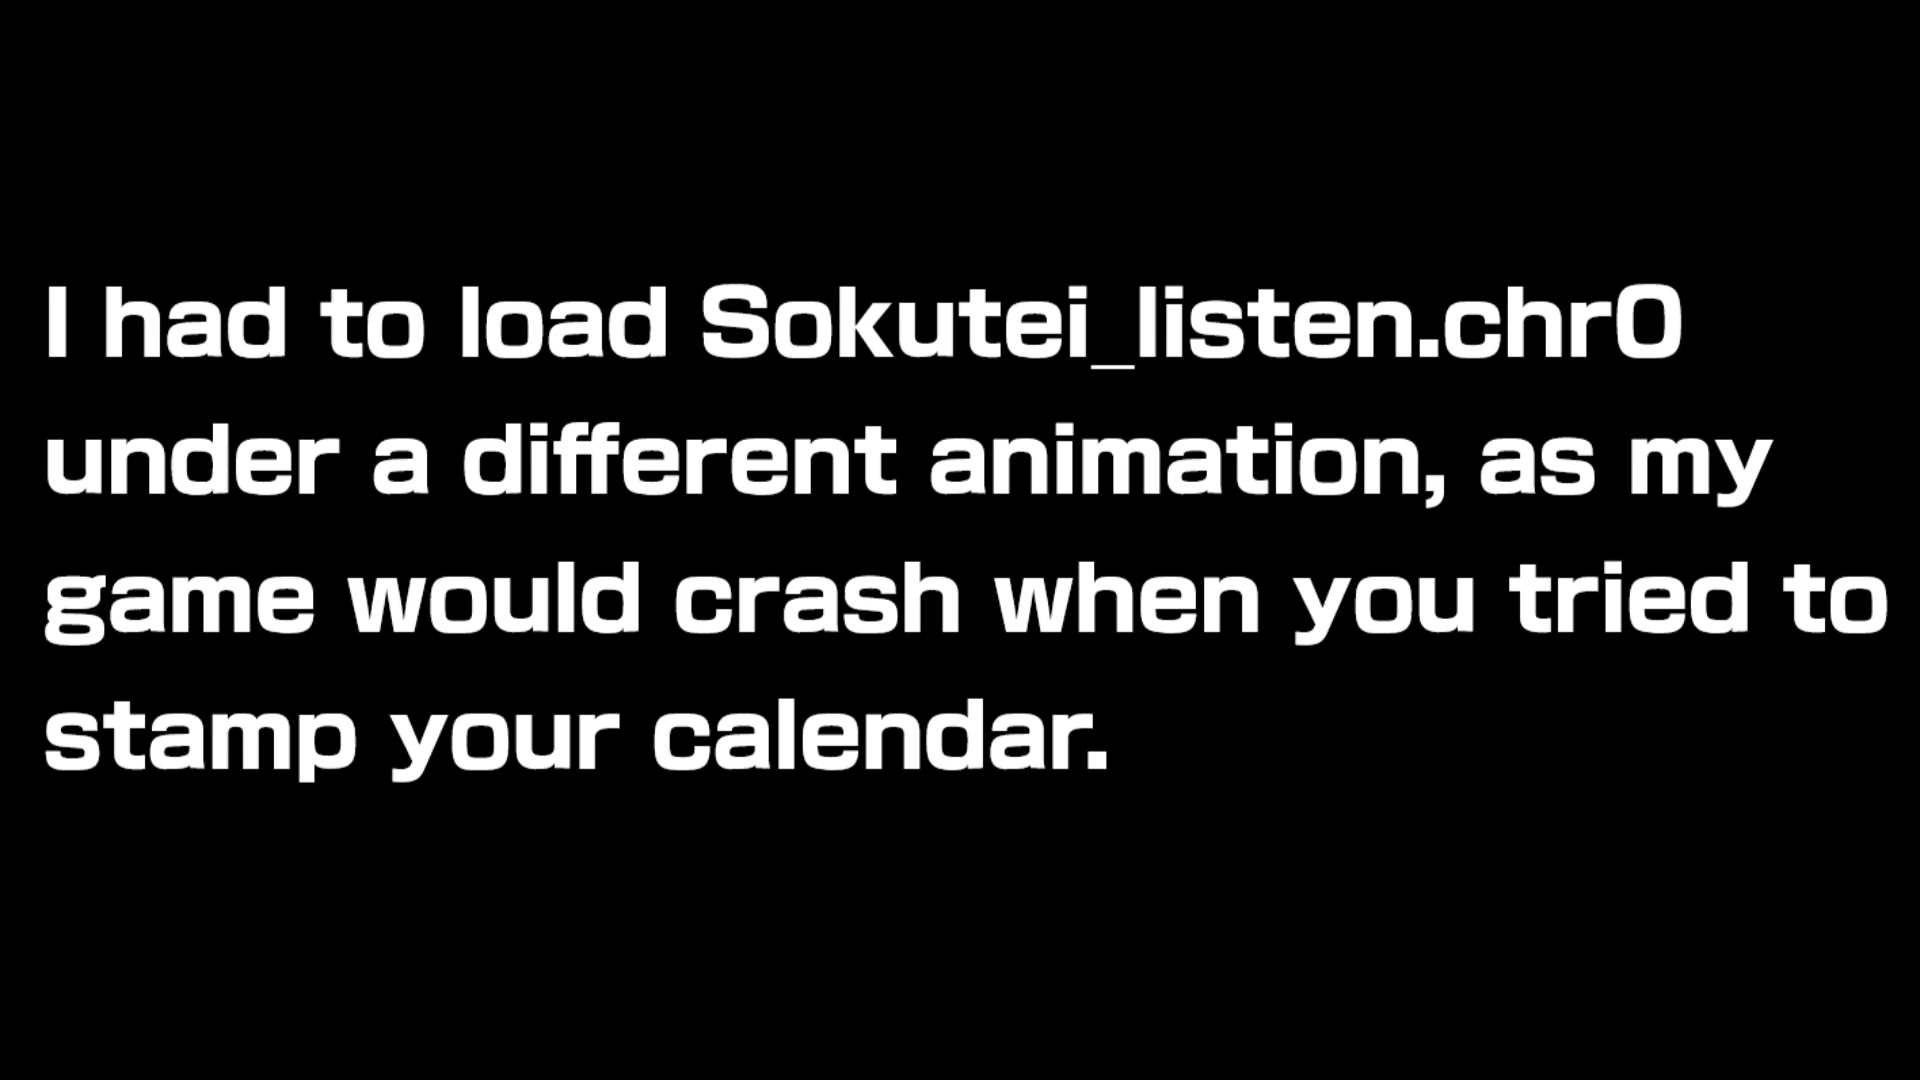 I had to load Sokutei_listen.chr0
under a different animation, as my
game would crash when you tried to
stamp your calendar.